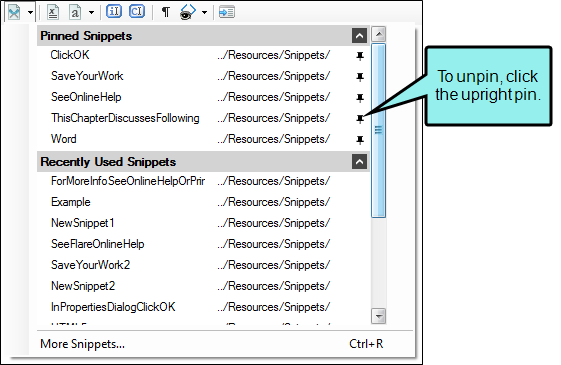 Pinned Snippets
ClickOK ../Resources/Snippets/
SaveYourWork ../Resources/Snippets/
SeeOnlineHelp ../Resources/Snippets/
ThisChapterDiscussesFollowing ../Resources/Snippets/
Word ../Resources/Snippets/
To unpin, click
the upright pin.
Recently Used Snippets
ForMoreInfoSeeOnlineHelpOrPrir ../Resources/Snippets/
Example ../Resources/Snippets/
NewSnippet1 ../Resources/Snippets/
SeeFlareOnlineHelp ../Resources/Snippets/
SaveYourWork2 ../Resources/Snippets/
NewSnippet2 ../Resources/Snippets/
InPropertiesDialogClickOK ../Resources/Snippets/
More Snippets... Ctrl+R